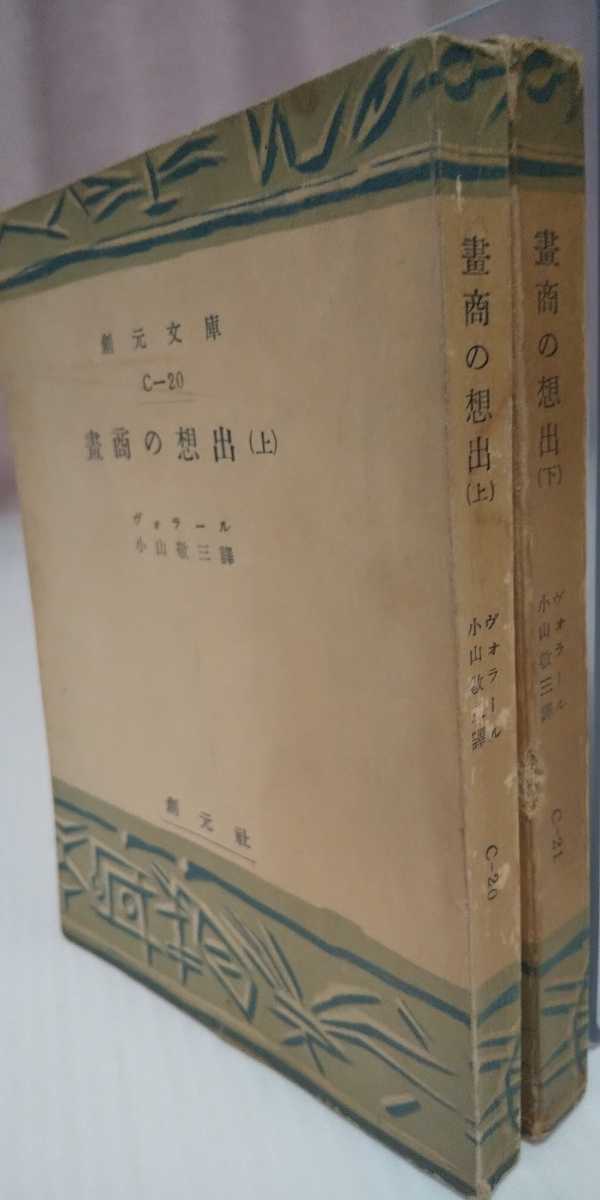 創元文庫
C-20
畫商の想出(上)
ヴォラール
小山敬三譯
創元社
畫商の想出(上)
ヴォラール
小山敬三譯
C-20
畫商の想出(下)
ヴォラール
小山敬三譯
C-21